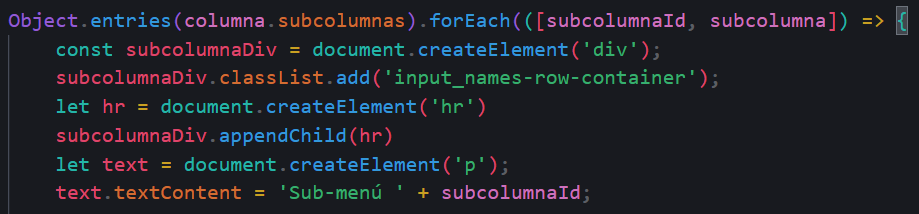 Object.entries(columna.subcolumnas).forEach(([subcolumnaId, subcolumna]) => {
const subcolumnaDiv = document.createElement('div');
subcolumnaDiv.classList.add('input_names-row-container');
let hr = document.createElement('hr')
subcolumnaDiv.appendChild(hr)
let text = document.createElement('p');
text.textContent = 'Sub-menú ' + subcolumnaId;